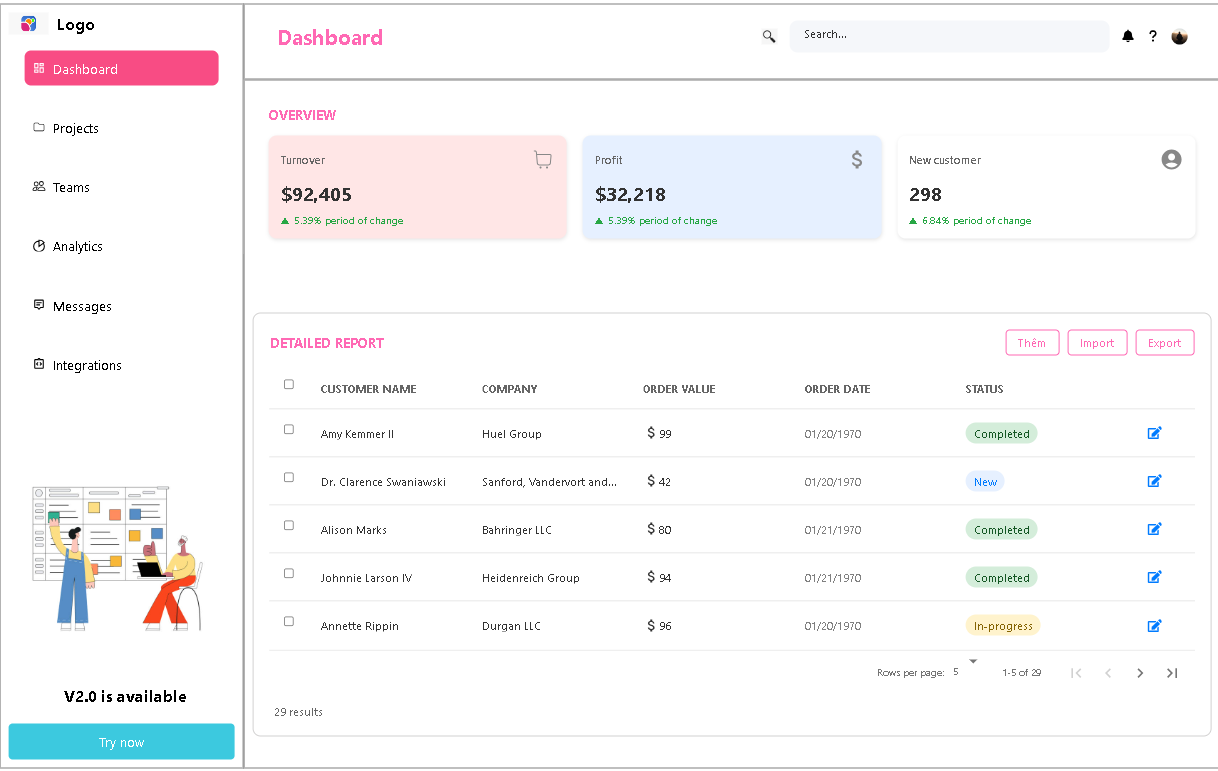 Logo
Dashboard
Projects
Teams
Analytics
Messages
Integrations
V2.0 is available
Try now
Dashboard
Search...
?
OVERVIEW
Turnover
$92,405
5.39% period of change
Profit
$
$32,218
5.39% period of change
New customer
298
6.84% period of change
DETAILED REPORT
Thêm Import Export
CUSTOMER NAME COMPANY ORDER VALUE ORDER DATE STATUS
Amy Kemmer II Huel Group $ 99 01/20/1970 Completed
Dr. Clarence Swaniawski Sanford, Vandervort and... $ 42 01/20/1970 New
Alison Marks Bahringer LLC $ 80 01/21/1970 Completed
Johnnie Larson IV Heidenreich Group $ 94 01/21/1970 Completed
Annette Rippin Durgan LLC $ 96 01/20/1970 In-progress
Rows per page: 5 1-5 of 29
29 results